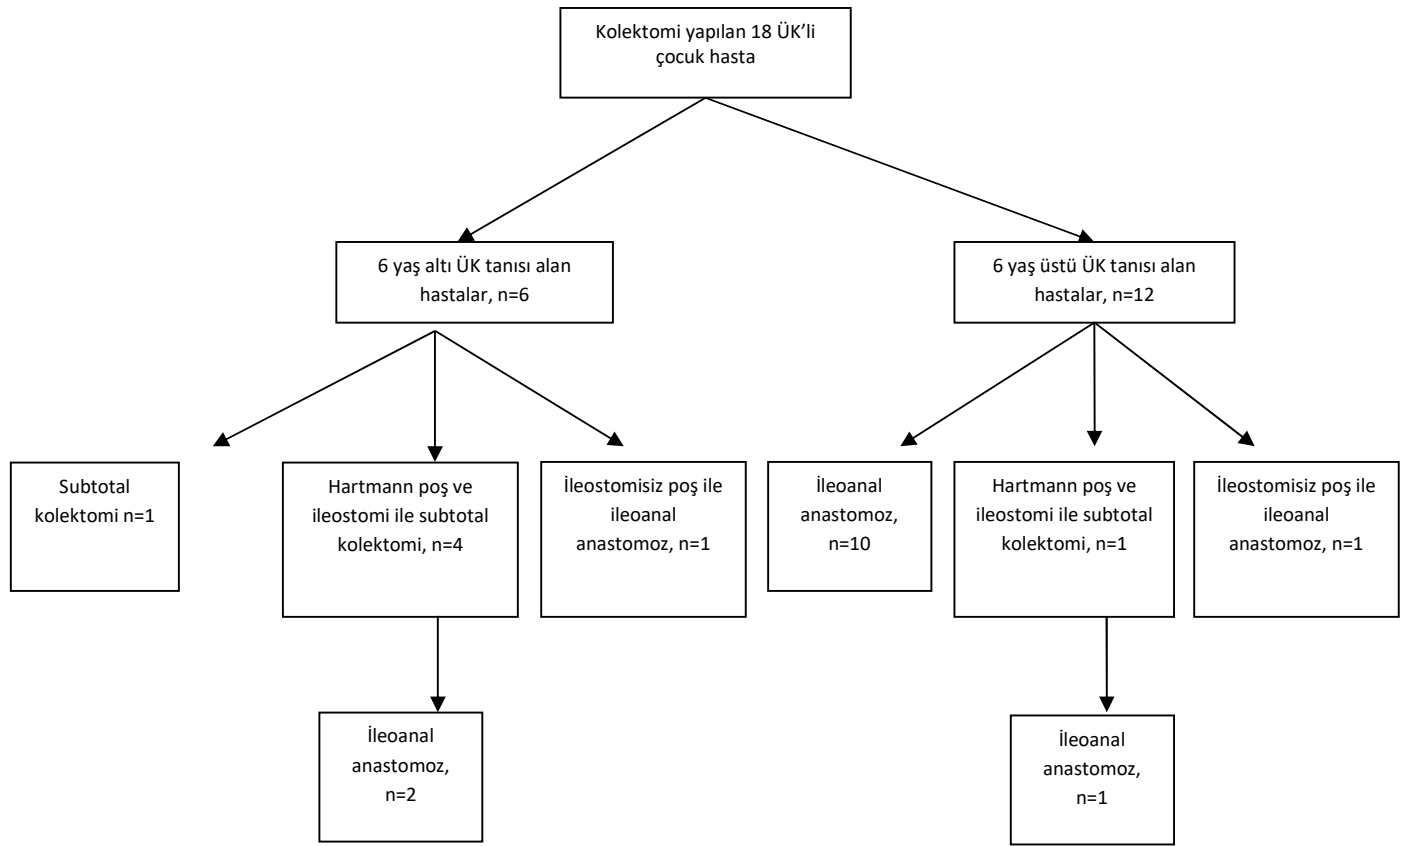 Kolektomi yapılan 18 ÜK’li
çocuk hasta
6 yaş altı ÜK tanısı alan
hastalar, n=6
6 yaş üstü ÜK tanısı alan
hastalar, n=12
Subtotal
kolektomi n=1
Hartmann poş ve
ileostomi ile subtotal
kolektomi, n=4
İleostomisiz poş ile
ileoanal
anastomoz, n=1
İleoanal
anastomoz,
n=10
Hartmann poş ve
ileostomi ile subtotal
kolektomi, n=1
İleostomisiz poş ile
ileoanal
anastomoz, n=1
İleoanal
anastomoz,
n=2
İleoanal
anastomoz,
n=1